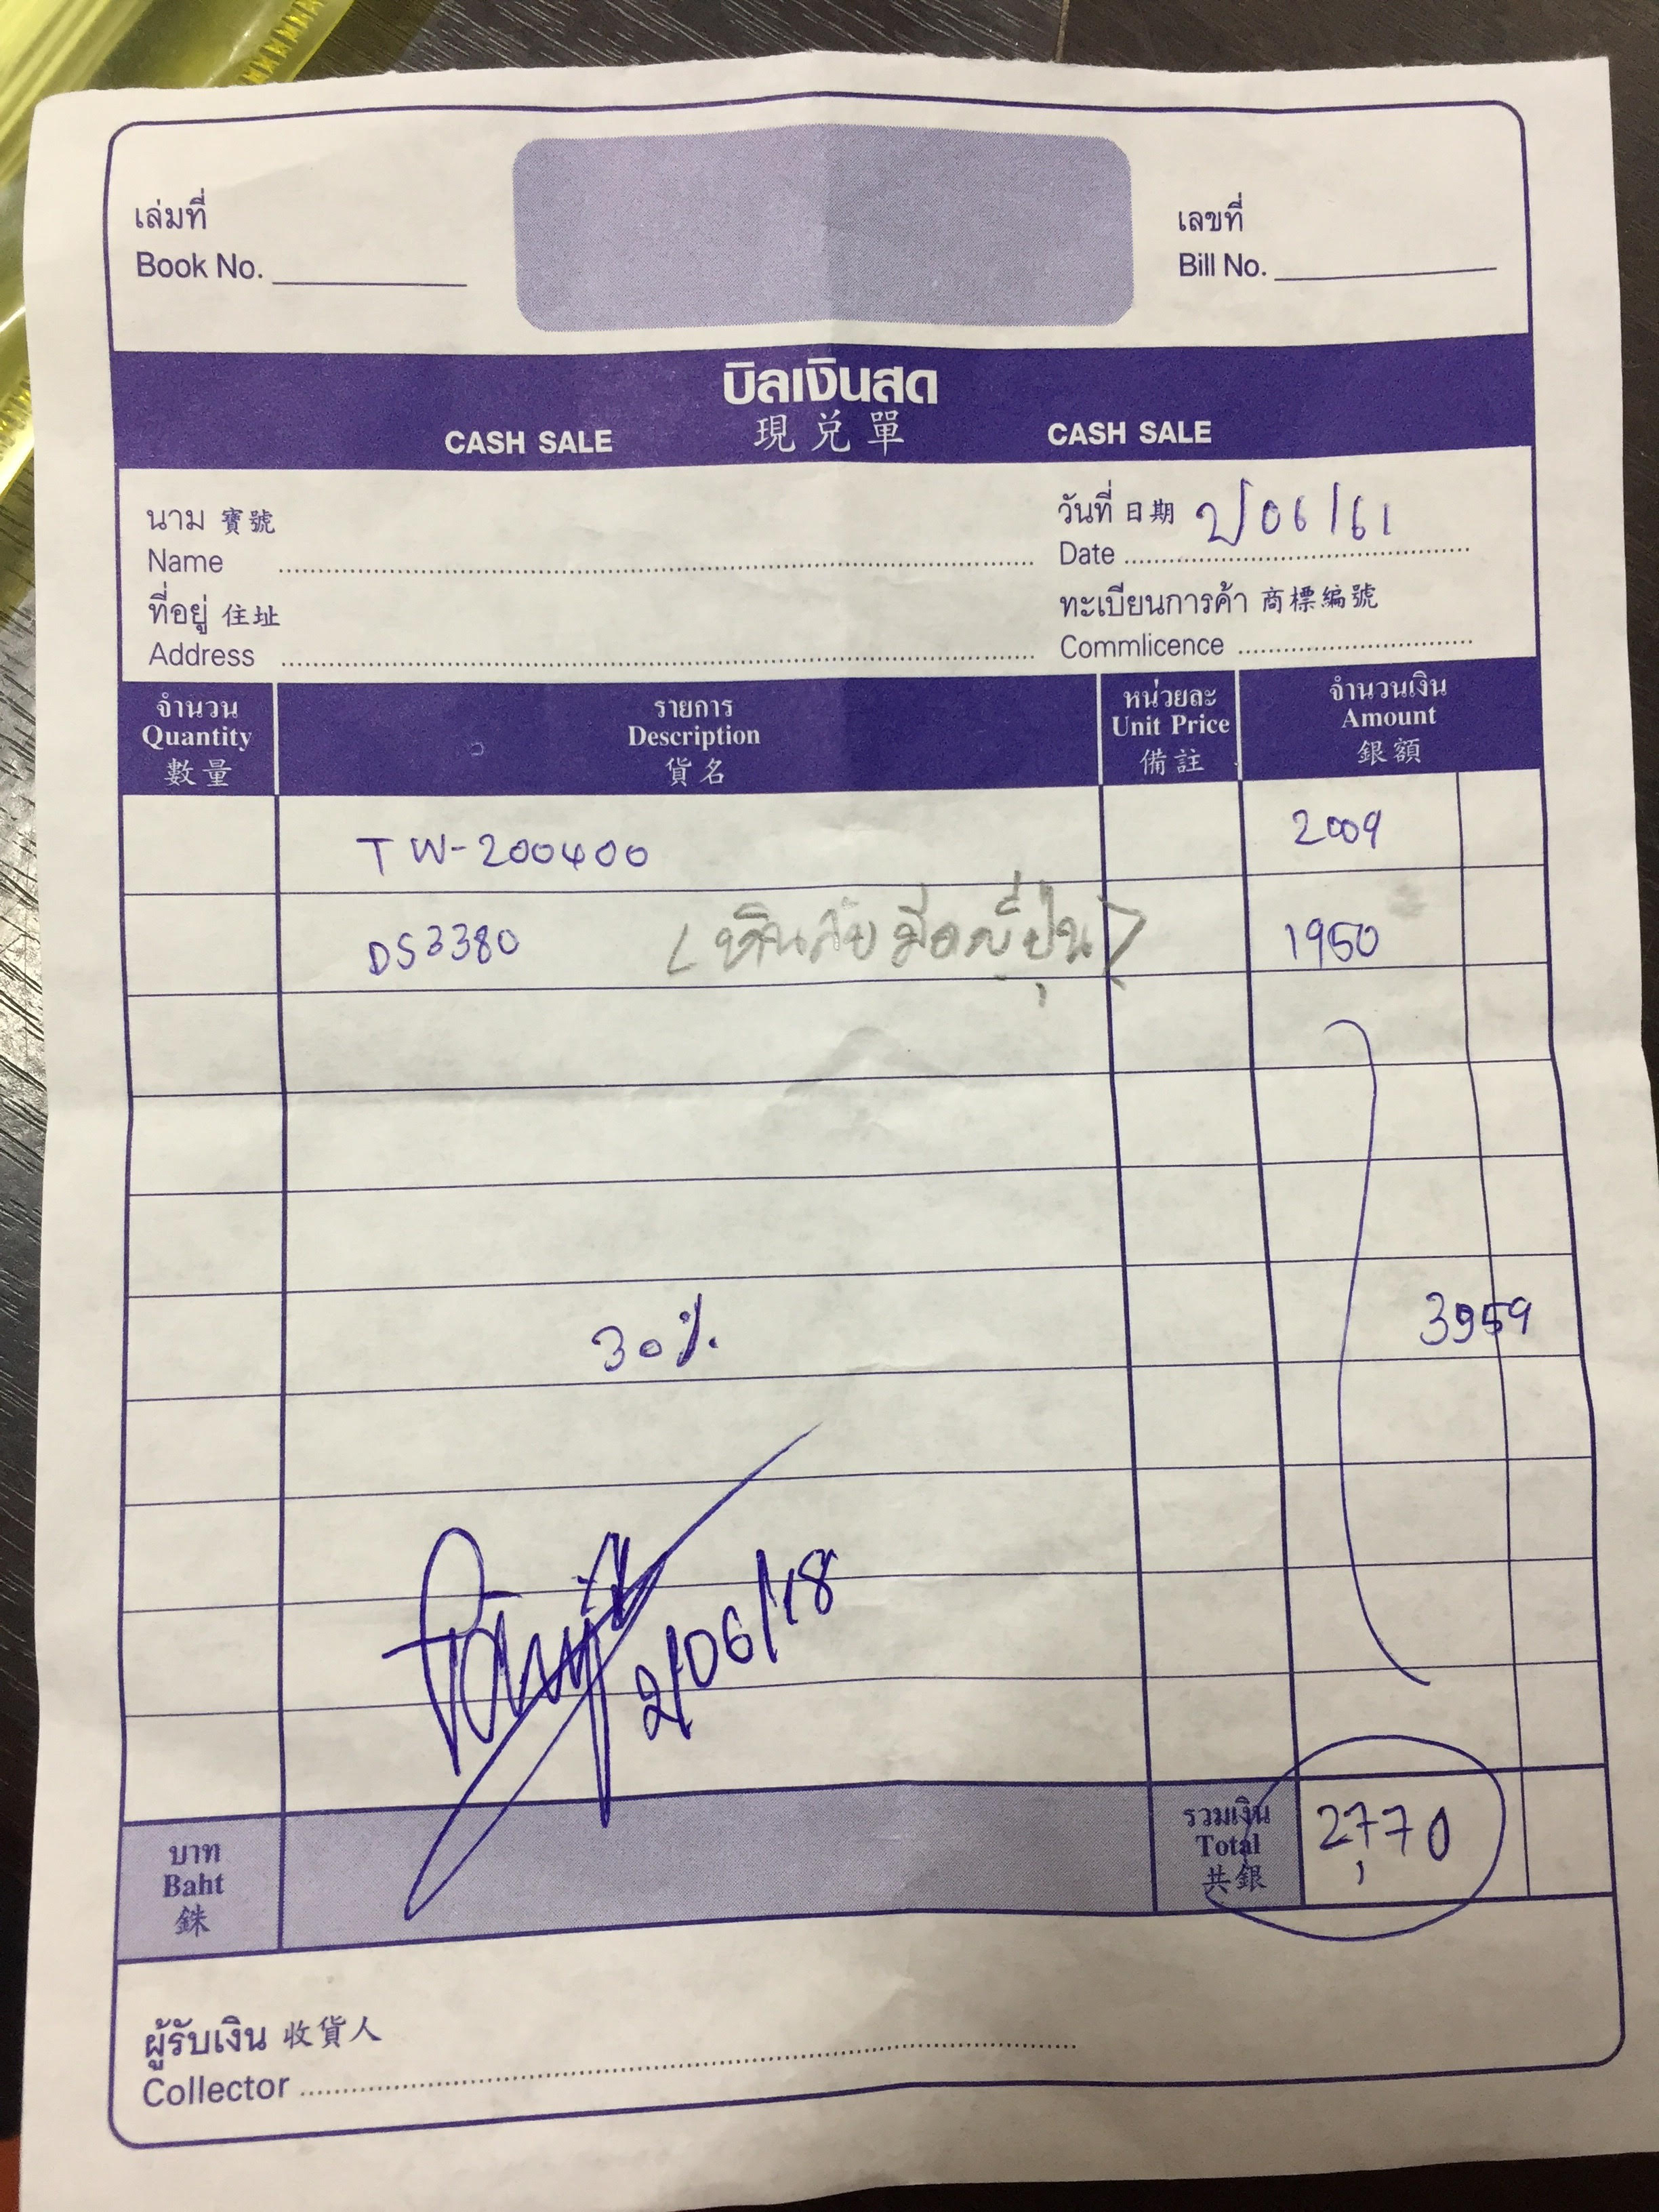 เล่มที่
Book No.
เลขที่
Bill No.
บิลเงินสด
CASH SALE 現兑單 CASH SALE
นาม 寶號
Name
วันที่ 日期 2/06/61
Date
ที่อยู่ 住址
Address
ทะเบียนการค้า 商標編號
Commlicence
จำนวน
Quantity
數量
รายการ
Description
貨名
หน่วยละ
Unit Price
備註
จำนวนเงิน
Amount
銀額
TW-200400 2009
DS3380 (หินลับมีดญี่ปุ่น) 1950
30% 3959
2/06/18
บาท
Baht
銖
รวมเงิน
Total
共銀
2,770
ผู้รับเงิน 收貨人
Collector